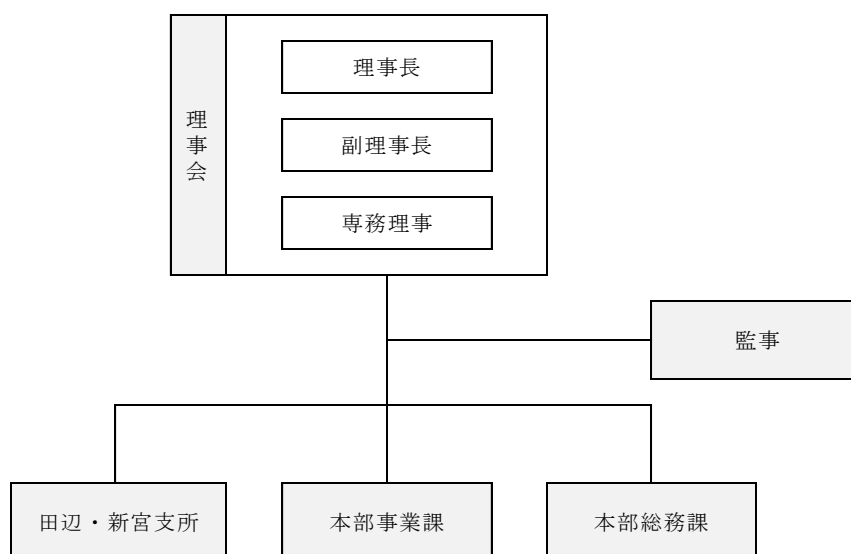 理事会
理事長
副理事長
専務理事
監事
田辺・新宮支所
本部事業課
本部総務課